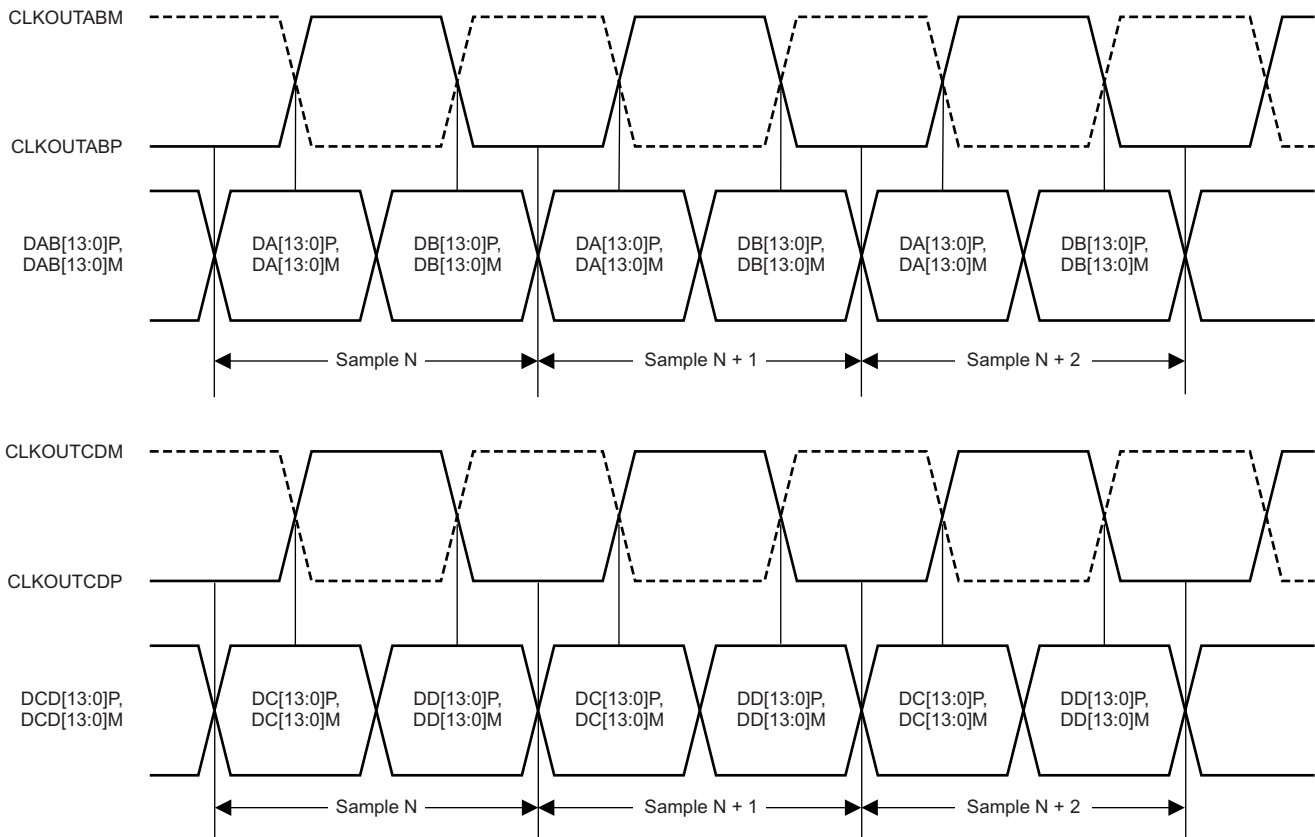 CLKOUTABM
CLKOUTABP
DAB[13:0]P,
DAB[13:0]M
DA[13:0]P,
DA[13:0]M
DB[13:0]P,
DB[13:0]M
DA[13:0]P,
DA[13:0]M
DB[13:0]P,
DB[13:0]M
DA[13:0]P,
DA[13:0]M
DB[13:0]P,
DB[13:0]M
Sample N
Sample N + 1
Sample N + 2
CLKOUTCDM
CLKOUTCDP
DCD[13:0]P,
DCD[13:0]M
DC[13:0]P,
DC[13:0]M
DD[13:0]P,
DD[13:0]M
DC[13:0]P,
DC[13:0]M
DD[13:0]P,
DD[13:0]M
DC[13:0]P,
DC[13:0]M
DD[13:0]P,
DD[13:0]M
Sample N
Sample N + 1
Sample N + 2